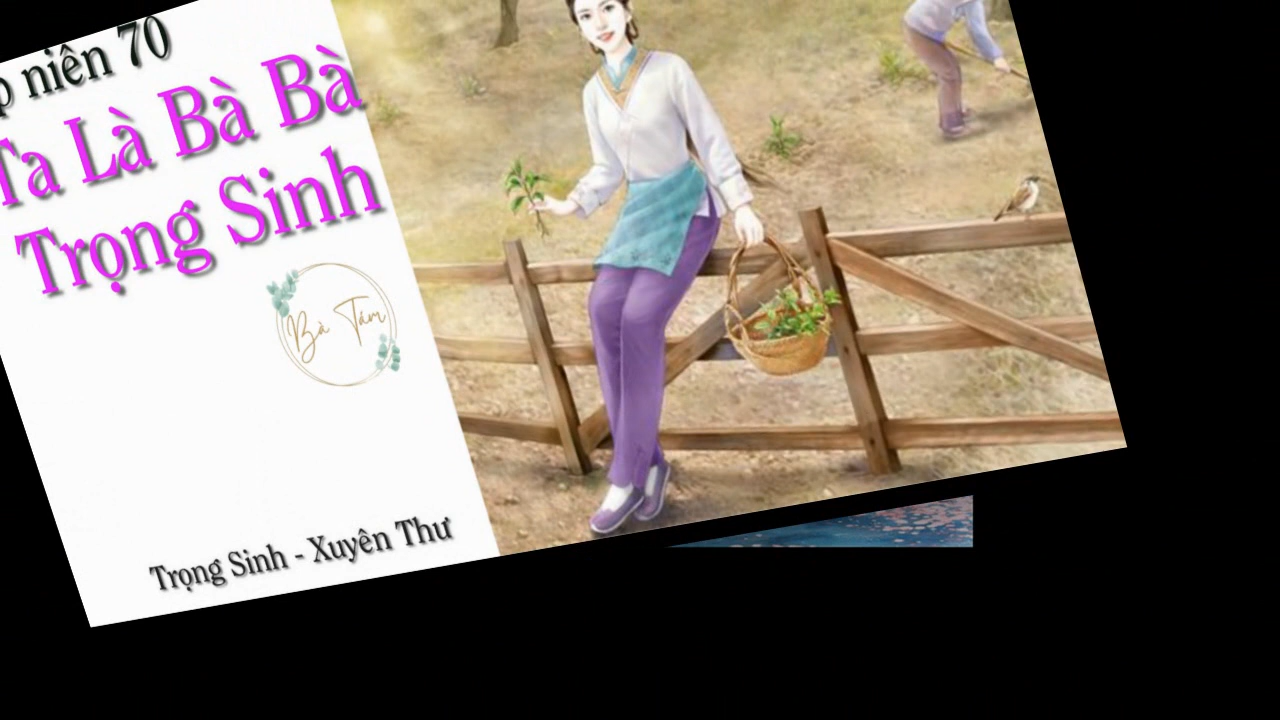 niên 70
Ta Là Bà Bà
Trọng Sinh
Bà Tám
Trọng Sinh - Xuyên Thư